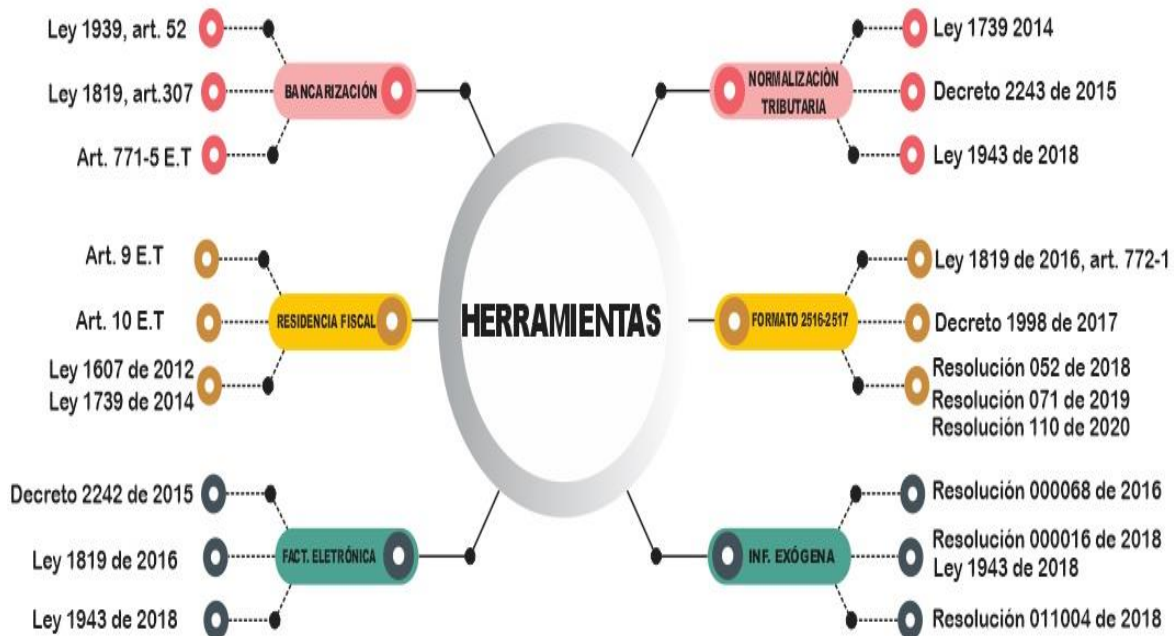 Ley 1939, art. 52
Ley 1819, art.307
Art. 771-5 E.T
BANCARIZACIÓN
NORMALIZACIÒN
TRIBUTARIA
Ley 1739 2014
Decreto 2243 de 2015
Ley 1943 de 2018
Art. 9 E.T
Art. 10 E.T
Ley 1607 de 2012
Ley 1739 de 2014
RESIDENCIA FISCAL
HERRAMIENTAS
FORMATO 2516-2517
Ley 1819 de 2016, art. 772-1
Decreto 1998 de 2017
Resolución 052 de 2018
Resolución 071 de 2019
Resolución 110 de 2020
Decreto 2242 de 2015
Ley 1819 de 2016
Ley 1943 de 2018
FACT. ELETRÓNICA
INF. EXÓGENA
Resolución 000068 de 2016
Resolución 000016 de 2018
Ley 1943 de 2018
Resolución 011004 de 2018